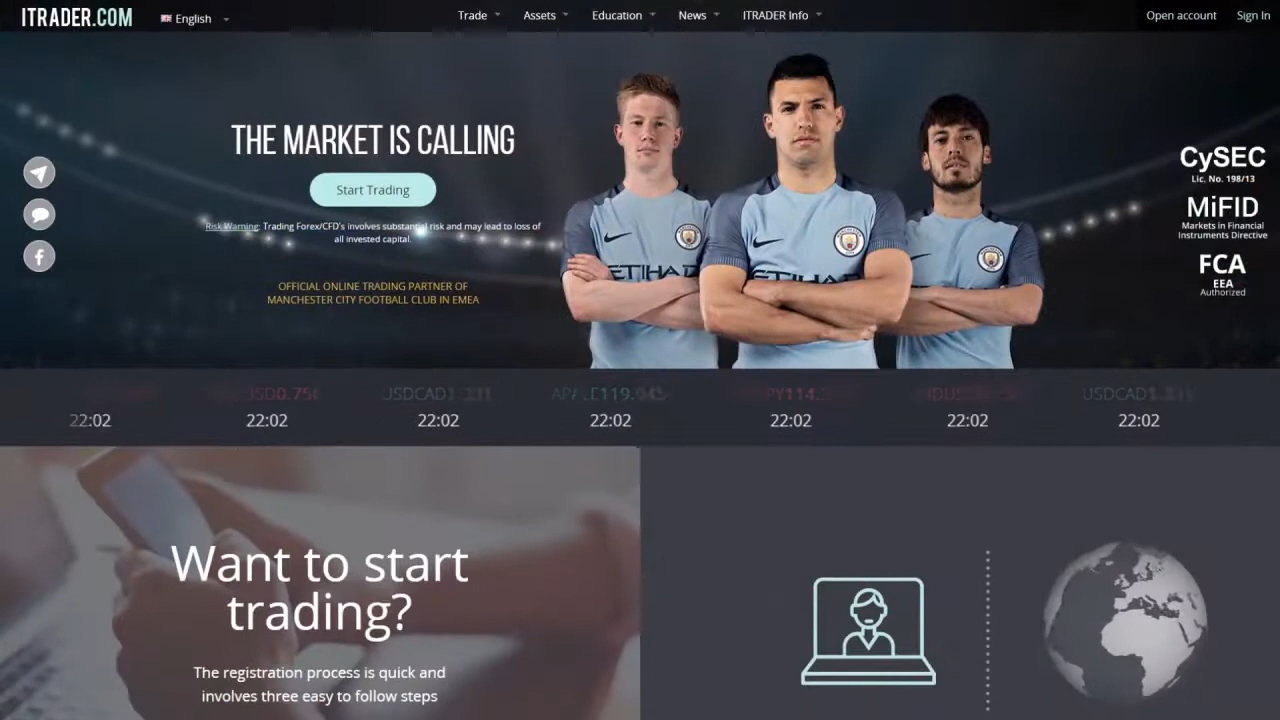 ITRADER.COM
English
Trade
Assets
Education
News
ITRADER Info
Open account
Sign In
THE MARKET IS CALLING
Start Trading
Risk Warning: Trading Forex/CFD's involves substantial risk and may lead to loss of
all invested capital.
OFFICIAL ONLINE TRADING PARTNER OF
MANCHESTER CITY FOOTBALL CLUB IN EMEA
ETIHAD
ETIHAD
CySEC
Lic. No. 198/13
MiFID
Markets in Financial
Instruments Directive
FCA
EEA
Authorized
USDCAD
USDCAD
22:02
22:02
22:02
22:02
22:02
22:02
22:02
Want to start
trading?
The registration process is quick and
involves three easy to follow steps